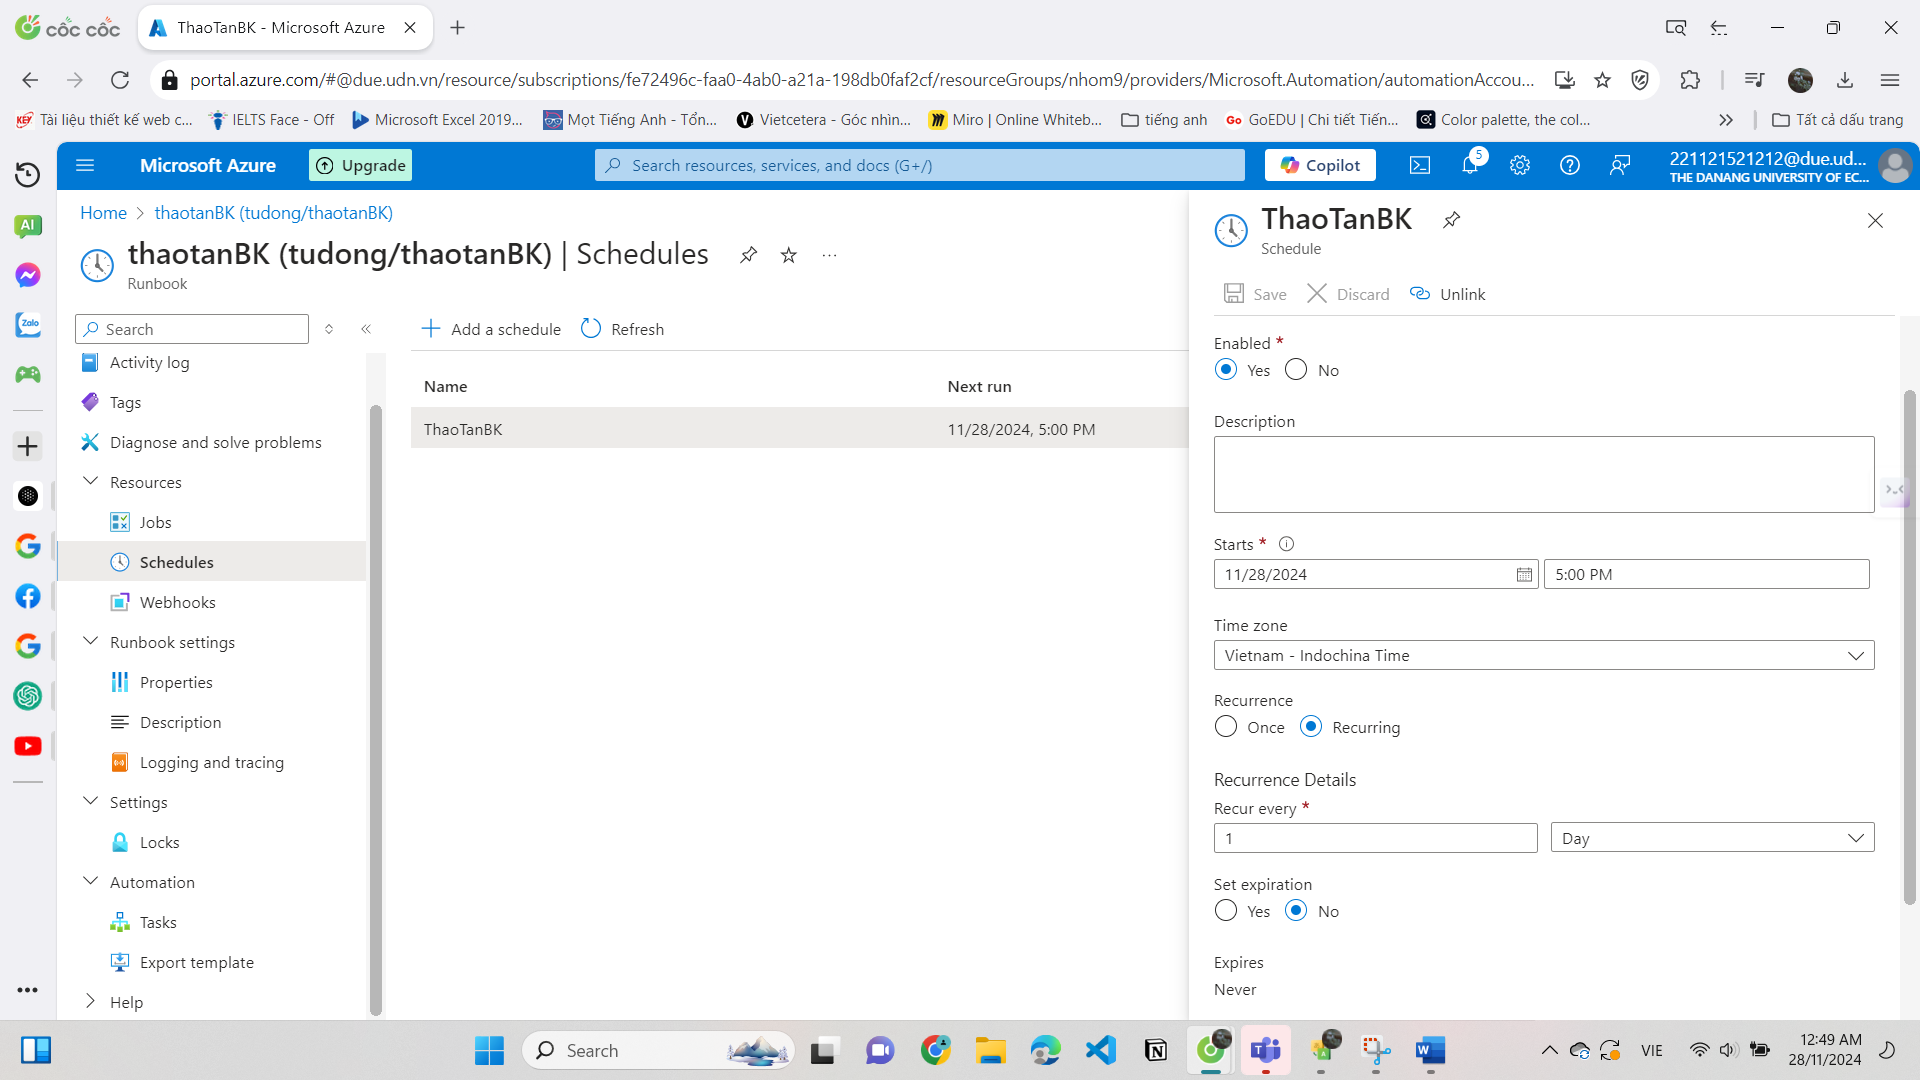 cốc cốc
ThaoTanBK - Microsoft Azure
portal.azure.com/#@due.udn.vn/resource/subscriptions/fe72496c-faa0-4ab0-a21a-198db0faf2cf/resourceGroups/nhom9/providers/Microsoft.Automation/automationAccou...
KEY Tài liệu thiết kế web c... IELTS Face - Off Microsoft Excel 2019... Mọt Tiếng Anh - Tổn... Vietcetera - Góc nhìn... Miro | Online Whiteb... tiếng anh Go GoEDU | Chi tiết Tiến... Color palette, the col... Tất cả dấu trang
Microsoft Azure
Upgrade
Search resources, services, and docs (G+/)
Copilot
5
221121521212@due.ud...
THE DANANG UNIVERSITY OF EC...
AI
Zalo
Home > thaotanBK (tudong/thaotanBK)
thaotanBK (tudong/thaotanBK) | Schedules
Runbook
Search
Activity log
Tags
Diagnose and solve problems
Resources
Jobs
Schedules
Webhooks
Runbook settings
Properties
Description
Logging and tracing
Settings
Locks
Automation
Tasks
Export template
Help
Add a schedule Refresh
Name Next run
ThaoTanBK 11/28/2024, 5:00 PM
ThaoTanBK
Schedule
Save Discard Unlink
Enabled *
Yes No
Description
Starts *
11/28/2024 5:00 PM
Time zone
Vietnam - Indochina Time
Recurrence
Once Recurring
Recurrence Details
Recur every *
1 Day
Set expiration
Yes No
Expires
Never
Search
VIE
12:49 AM
28/11/2024